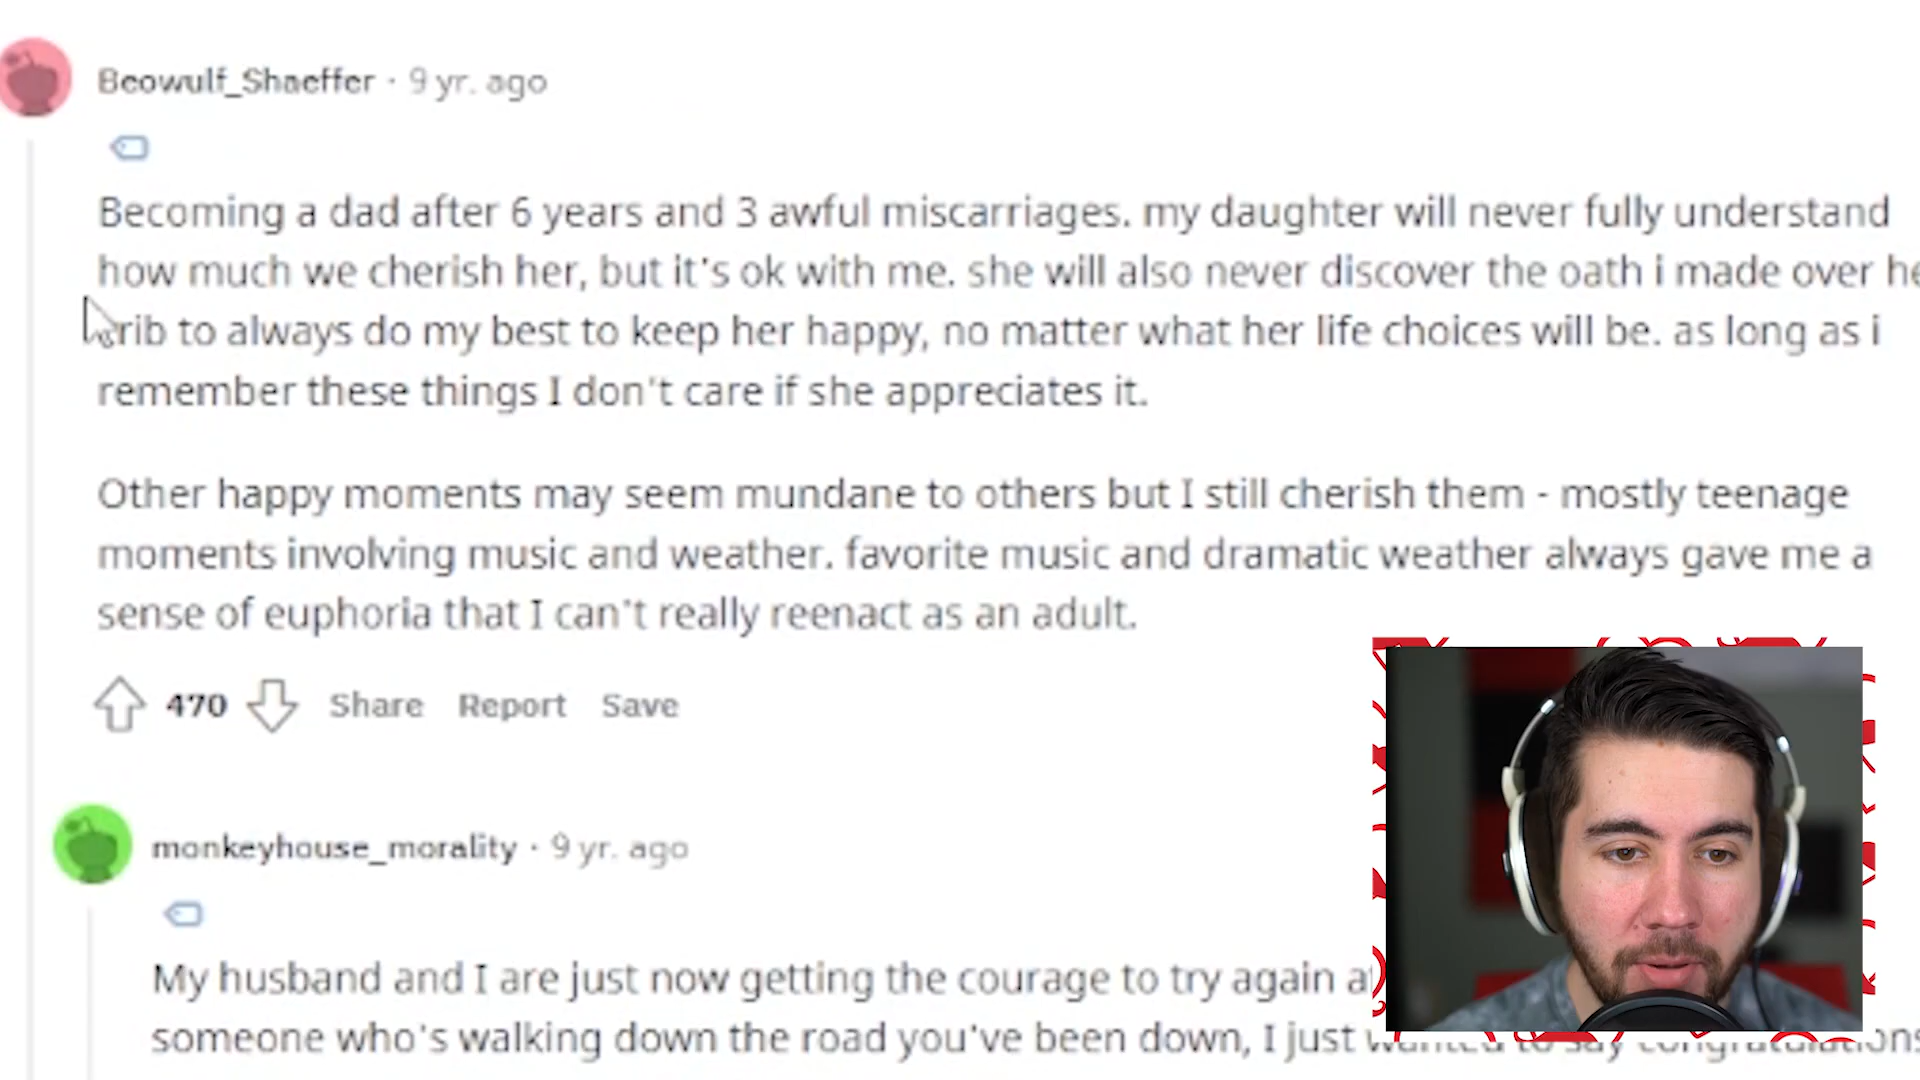 Beowulf_Shaeffer · 9 yr. ago
Becoming a dad after 6 years and 3 awful miscarriages. my daughter will never fully understand
how much we cherish her, but it's ok with me. she will also never discover the oath i made over
rib to always do my best to keep her happy, no matter what her life choices will be. as long as i
remember these things I don't care if she appreciates it.
Other happy moments may seem mundane to others but I still cherish them - mostly teenage
moments involving music and weather. favorite music and dramatic weather always gave me a
sense of euphoria that I can't really reenact as an adult.
470 Share Report Save
monkeyhouse_morality · 9 yr. ago
My husband and I are just now getting the courage to try again
someone who's walking down the road you've been down, I just wanted to say congratulations